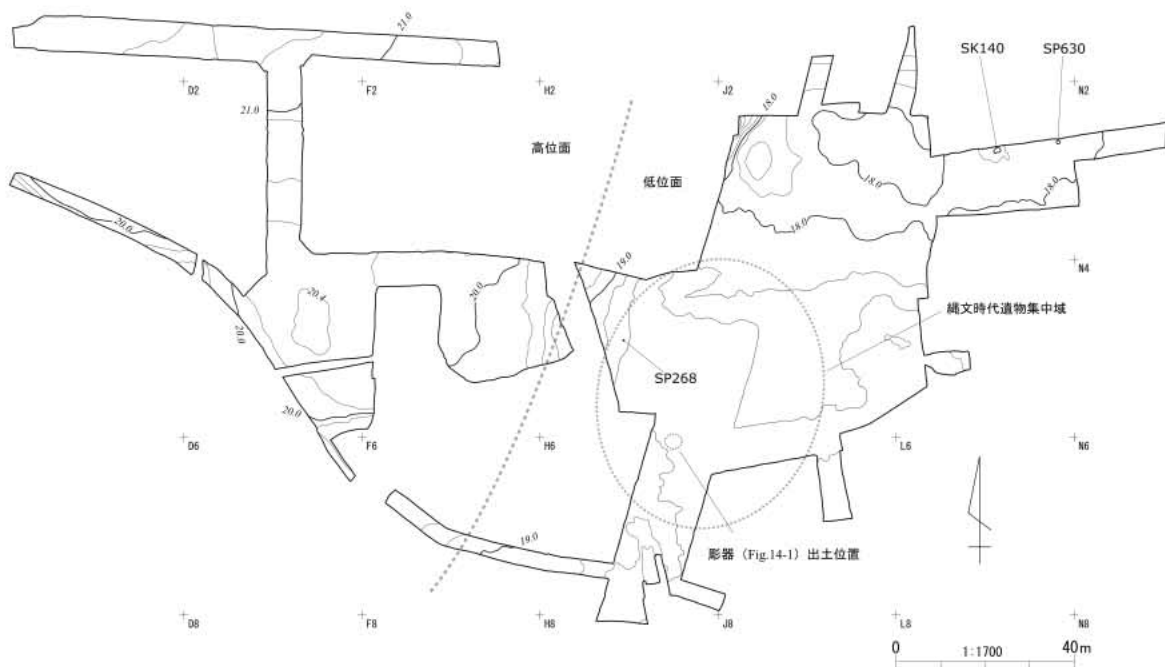 21.0
SK140
SP630
D2
F2
H2
J2
N2
21.0
18.0
高位面
低位面
18.0
18.0
18.0
20.0
19.0
N4
20.0
20.4
縄文時代遺物集中域
20.0
SP268
20.0
D6
F6
H6
L6
N6
19.0
彫器（Fig.14-1）出土位置
D8
F8
H8
J8
L8
N8
0
1:1700
40m